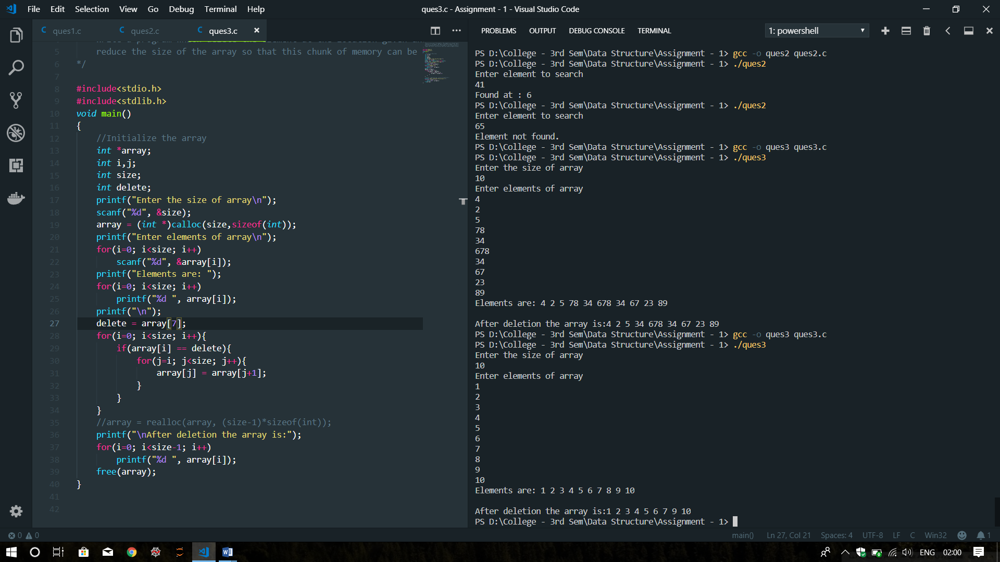 File Edit Selection View Go Debug Terminal Help
ques3.c - Assignment - 1 - Visual Studio Code
C ques1.c
C ques2.c
C ques3.c ×
5 reduce the size of the array so that this chunk of memory can be
6 */
7
8 #include<stdio.h>
9 #include<stdlib.h>
10 void main()
11 {
12 //Initialize the array
13 int *array;
14 int i,j;
15 int size;
16 int delete;
17 printf("Enter the size of array\n");
18 scanf("%d", &size);
19 array = (int *)calloc(size,sizeof(int));
20 printf("Enter elements of array\n");
21 for(i=0; i<size; i++)
22 scanf("%d", &array[i]);
23 printf("Elements are: ");
24 for(i=0; i<size; i++)
25 printf("%d ", array[i]);
26 printf("\n");
27 delete = array[7];
28 for(i=0; i<size; i++){
29 if(array[i] == delete){
30 for(j=i; j<size; j++){
31 array[j] = array[j+1];
32 }
33 }
34 }
35 //array = realloc(array, (size-1)*sizeof(int));
36 printf("\nAfter deletion the array is:");
37 for(i=0; i<size-1; i++)
38 printf("%d ", array[i]);
39 free(array);
40 }
41
42
PROBLEMS OUTPUT DEBUG CONSOLE TERMINAL
1: powershell
PS D:\College - 3rd Sem\Data Structure\Assignment - 1> gcc -o ques2 ques2.c
PS D:\College - 3rd Sem\Data Structure\Assignment - 1> ./ques2
Enter element to search
41
Found at : 6
PS D:\College - 3rd Sem\Data Structure\Assignment - 1> ./ques2
Enter element to search
65
Element not found.
PS D:\College - 3rd Sem\Data Structure\Assignment - 1> gcc -o ques3 ques3.c
PS D:\College - 3rd Sem\Data Structure\Assignment - 1> ./ques3
Enter the size of array
10
Enter elements of array
4
2
5
78
34
678
34
67
23
89
Elements are: 4 2 5 78 34 678 34 67 23 89
After deletion the array is:4 2 5 34 678 34 67 23 89
PS D:\College - 3rd Sem\Data Structure\Assignment - 1> gcc -o ques3 ques3.c
PS D:\College - 3rd Sem\Data Structure\Assignment - 1> ./ques3
Enter the size of array
10
Enter elements of array
1
2
3
4
5
6
7
8
9
10
Elements are: 1 2 3 4 5 6 7 8 9 10
After deletion the array is:1 2 3 4 5 6 7 9 10
PS D:\College - 3rd Sem\Data Structure\Assignment - 1>
0 0
main() Ln 27, Col 21 Spaces: 4 UTF-8 LF C Win32 1
ENG 02:00